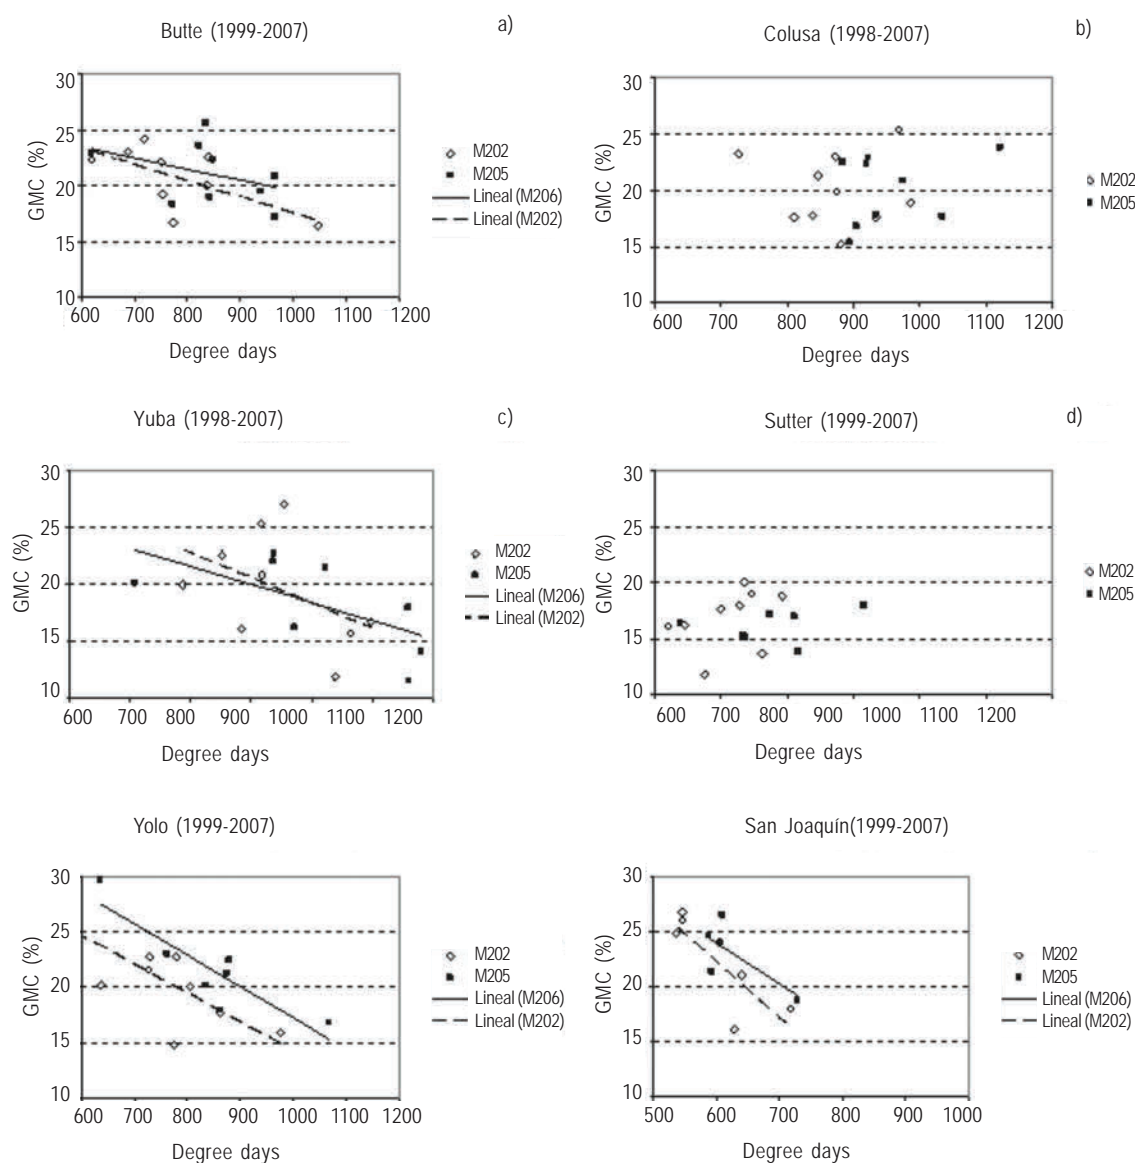 Butte (1999-2007)
a)
GMC (%)
30
25
20
15
10
600 700 800 900 1000 1200
Degree days
M202
M205
Lineal (M206)
Lineal (M202)
Colusa (1998-2007)
b)
GMC (%)
30
25
20
15
10
600 700 800 900 1000 1100 1200
Degree days
M202
M205
Yuba (1998-2007)
c)
GMC (%)
30
25
20
15
10
600 700 800 900 1000 1200
Degree days
M202
M205
Lineal (M206)
Lineal (M202)
Sutter (1999-2007)
d)
GMC (%)
30
25
20
15
10
600 700 800 900 1000 1100 1200
Degree days
M202
M205
Yolo (1999-2007)
GMC (%)
30
25
20
15
10
600 700 800 900 1000 1200
Degree days
M202
M205
Lineal (M206)
Lineal (M202)
San Joaquín(1999-2007)
GMC (%)
30
25
20
15
10
500 600 700 800 900 1000
Degree days
M202
M205
Lineal (M206)
Lineal (M202)